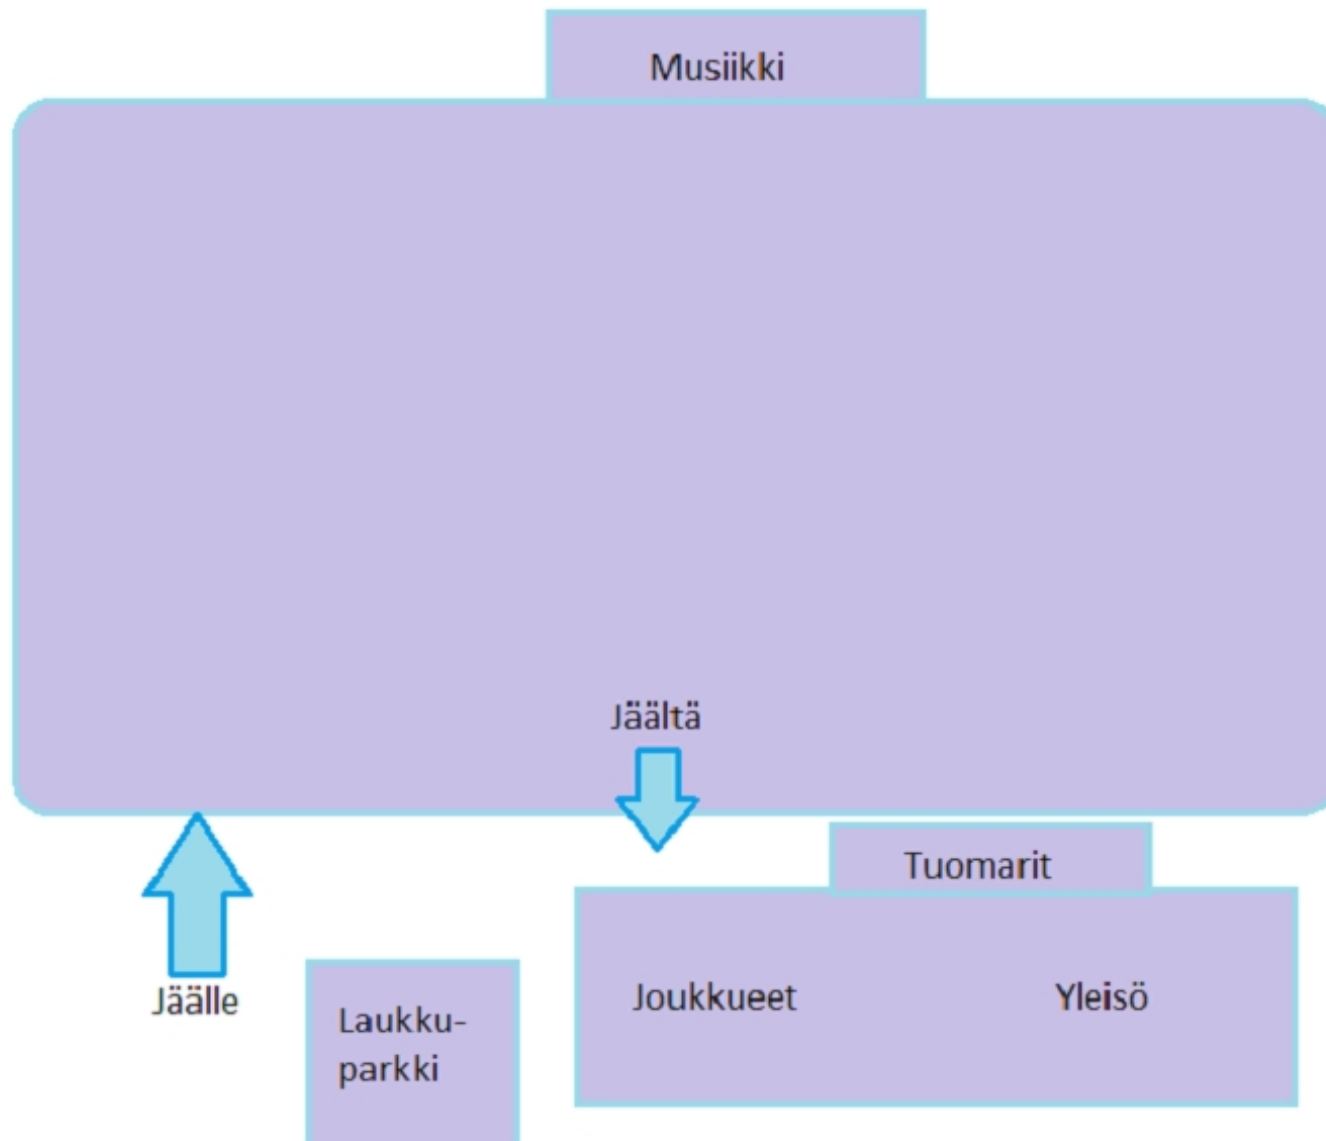 Musiikki
Jäältä
Tuomarit
Jäälle
Laukku-
parkki
Joukkueet
Yleisö